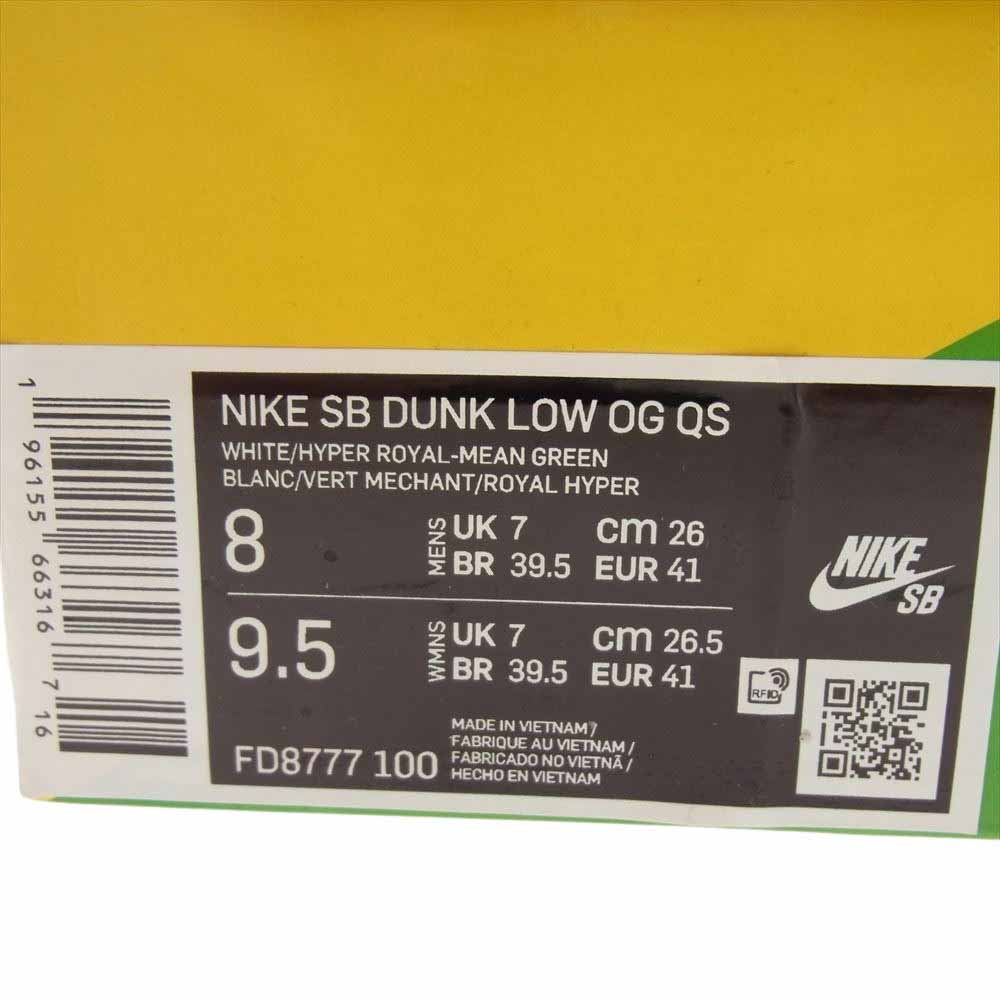 1 96155 66316 7 16
NIKE SB DUNK LOW OG QS
WHITE/HYPER ROYAL-MEAN GREEN
BLANC/VERT MECHANT/ROYAL HYPER
8 MENS UK 7 cm 26
BR 39.5 EUR 41
9.5 WMNS UK 7 cm 26.5
BR 39.5 EUR 41
FD8777 100
MADE IN VIETNAM/
FABRIQUE AU VIETNAM/
FABRICADO NO VIETNÃ/
HECHO EN VIETNAM
NIKE
SB
RFID